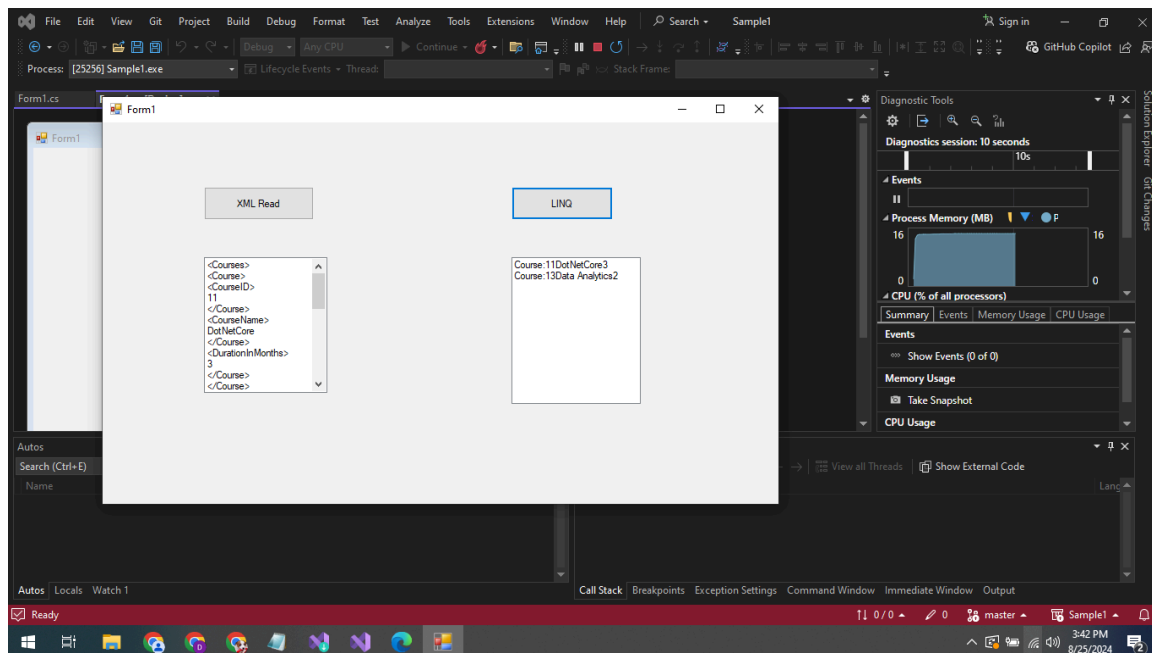 File Edit View Git Project Build Debug Format Test Analyze Tools Extensions Window Help Search Sample1 Sign in
Debug Any CPU Continue GitHub Copilot
Process: [25256] Sample1.exe Lifecycle Events Thread: Stack Frame:
Form1.cs
Form1
Form1
XML Read
LINQ
<Courses>
<Course>
<CourseID>
11
</Course>
<CourseName>
DotNetCore
</Course>
<DurationInMonths>
3
</Course>
</Course>
Course:11DotNetCore3
Course:13Data Analytics2
Diagnostic Tools
Diagnostics session: 10 seconds
10s
Events
Process Memory (MB) P
16 16
0 0
CPU (% of all processors)
Summary Events Memory Usage CPU Usage
Events
Show Events (0 of 0)
Memory Usage
Take Snapshot
CPU Usage
Solution Explorer
Git Changes
Autos
Search (Ctrl+E)
Name
View all Threads Show External Code
Lang
Autos Locals Watch 1
Call Stack Breakpoints Exception Settings Command Window Immediate Window Output
Ready
0 / 0 0 master Sample1
3:42 PM
8/25/2024
2